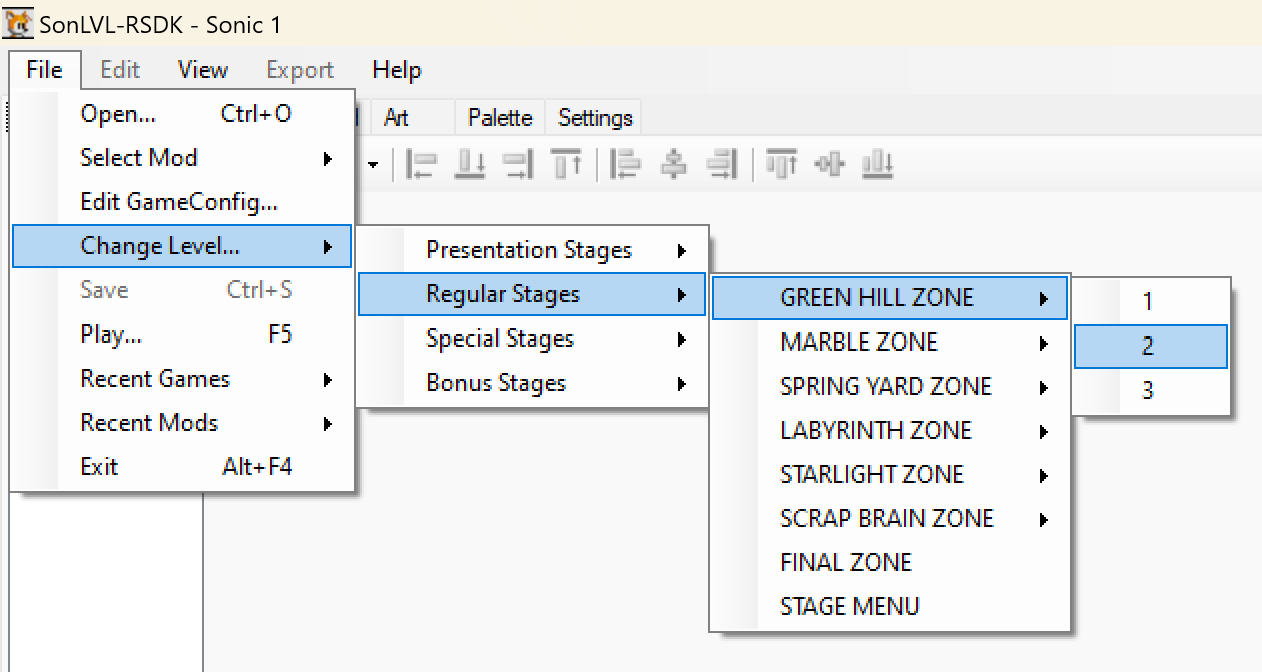 SonLVL-RSDK - Sonic 1
File Edit View Export Help
Art Palette Settings
Open... Ctrl+O
Select Mod
Edit GameConfig...
Change Level...
Save Ctrl+S
Play... F5
Recent Games
Recent Mods
Exit Alt+F4
Presentation Stages
Regular Stages
Special Stages
Bonus Stages
GREEN HILL ZONE
MARBLE ZONE
SPRING YARD ZONE
LABYRINTH ZONE
STARLIGHT ZONE
SCRAP BRAIN ZONE
FINAL ZONE
STAGE MENU
1
2
3